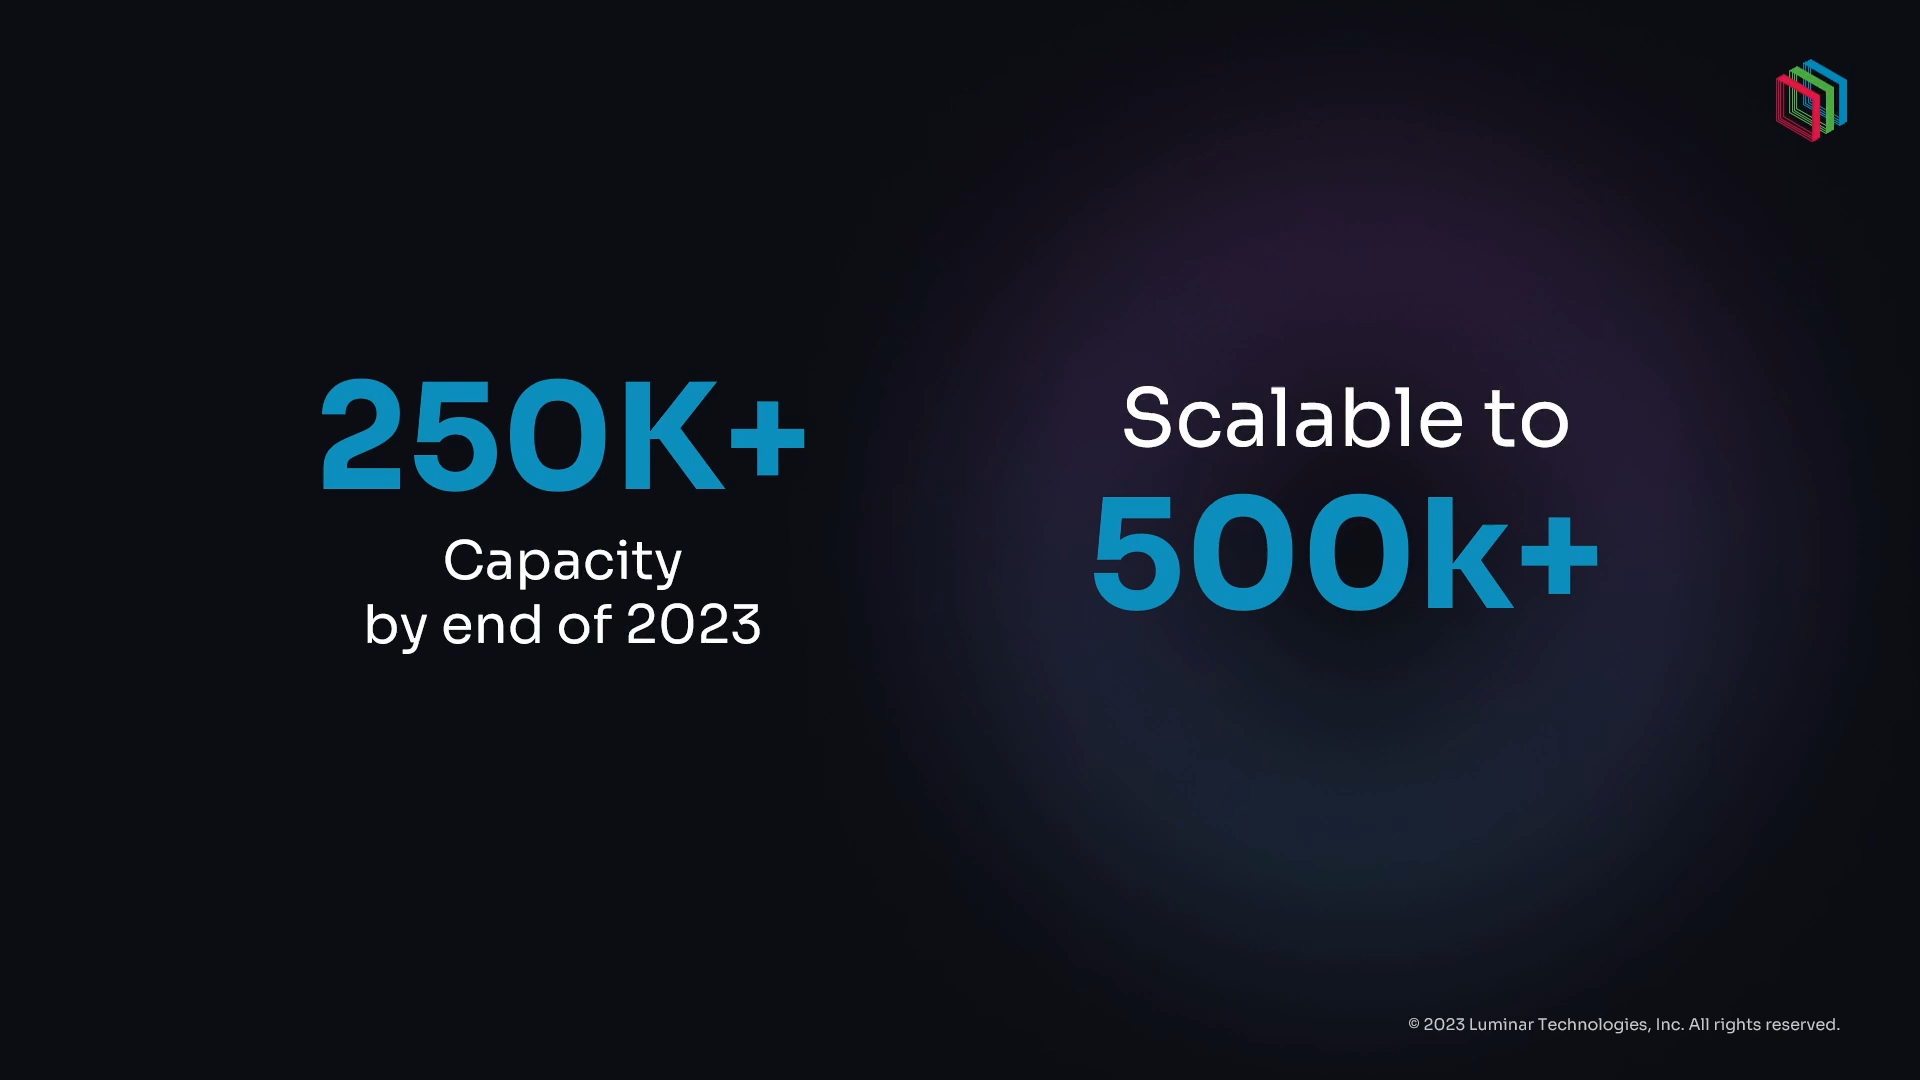 250K+
Capacity
by end of 2023
Scalable to
500k+
© 2023 Luminar Technologies, Inc. All rights reserved.